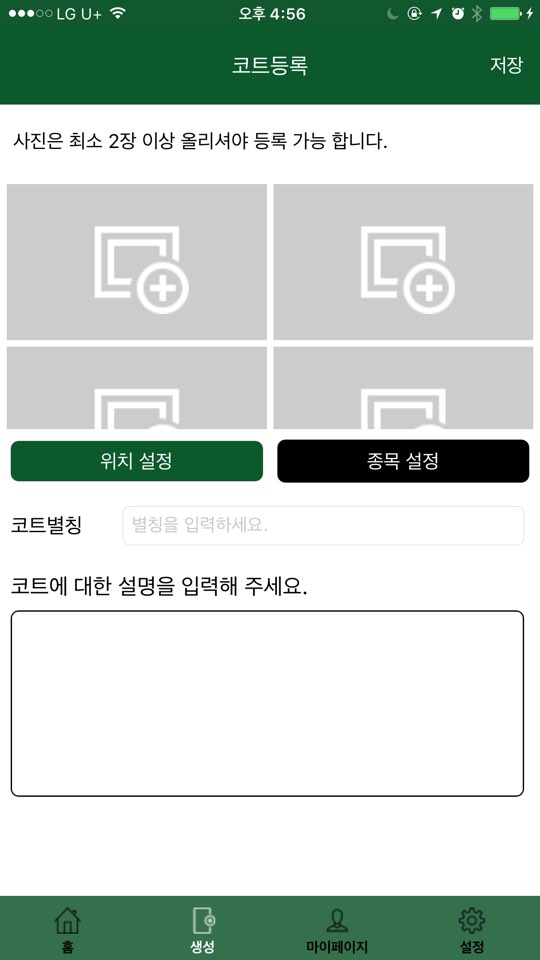 LG U+ 오후 4:56
코트등록 저장
사진은 최소 2장 이상 올리셔야 등록 가능 합니다.
위치 설정 종목 설정
코트별칭 별칭을 입력하세요.
코트에 대한 설명을 입력해 주세요.
홈 생성 마이페이지 설정